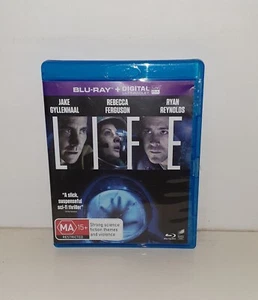 BLU-RAY + DIGITAL
JAKE
GYLLENHAAL
REBECCA
FERGUSON
RYAN
REYNOLDS
LIFE
"A slick,
suspenseful
sci-fi thriller"
MA 15+
RESTRICTED
Strong science
fiction themes
and violence